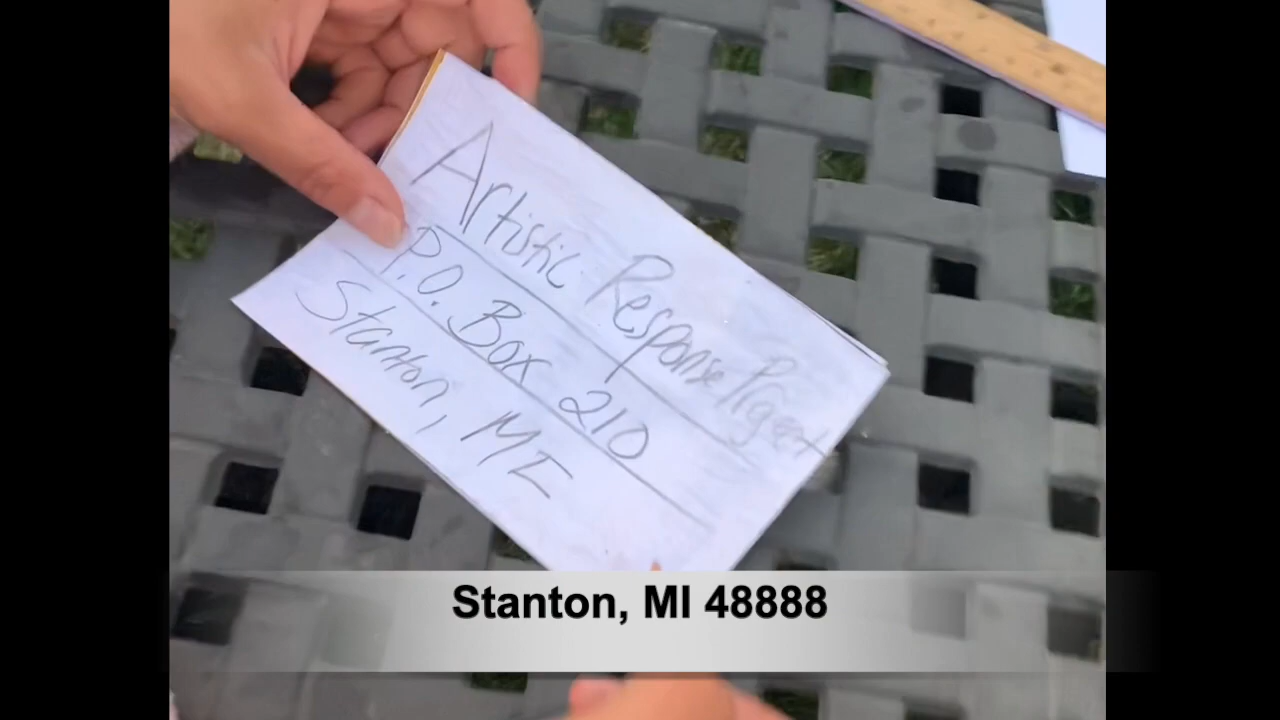 Artistic Response Project
P.O. Box 210
Stanton, MI
Stanton, MI 48888